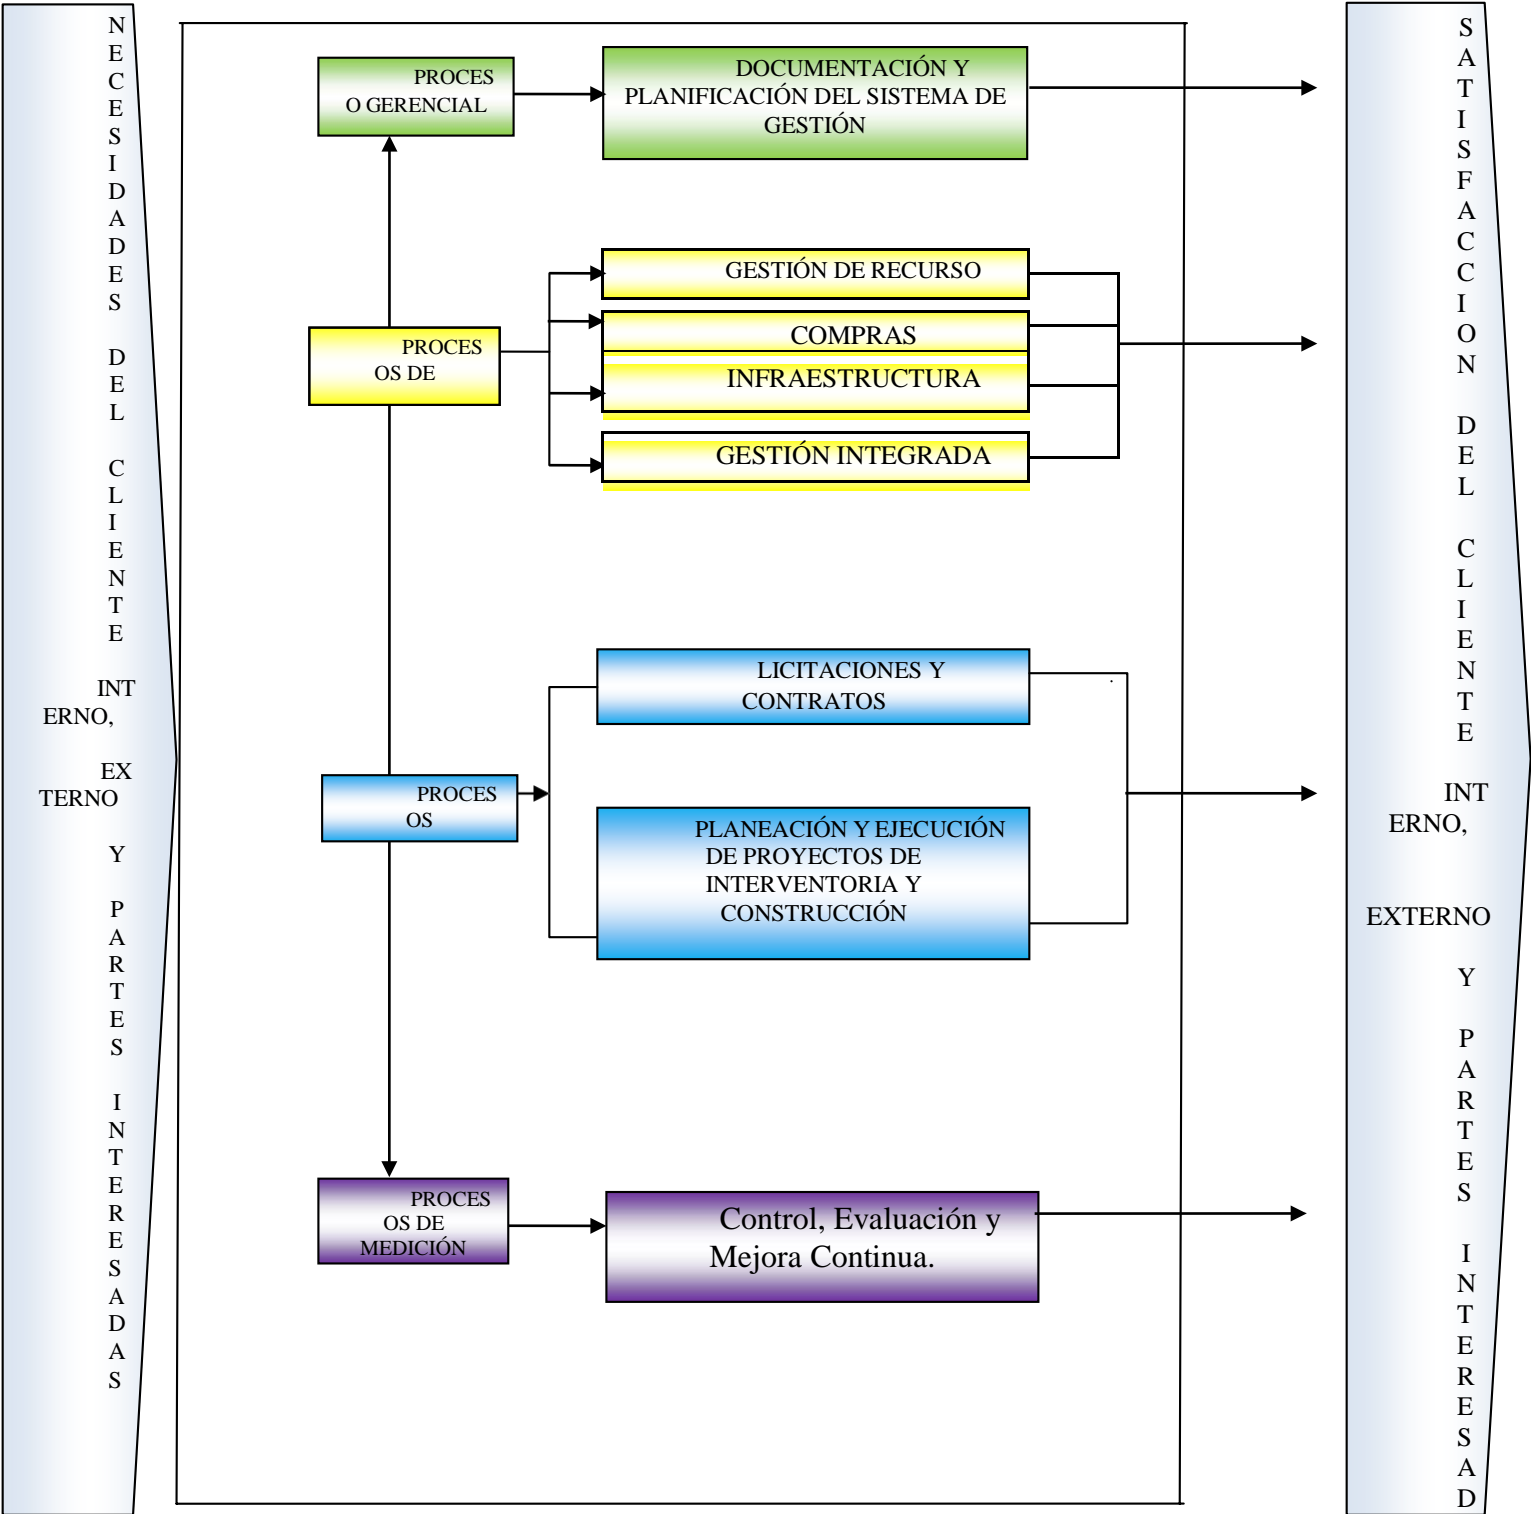 N
E
C
E
S
I
D
A
D
E
S
D
E
L
C
L
I
E
N
T
E
INT
ERNO,
EX
TERNO
Y
P
A
R
T
E
S
I
N
T
E
R
E
S
A
D
A
S
PROCES
O GERENCIAL
DOCUMENTACIÓN Y
PLANIFICACIÓN DEL SISTEMA DE
GESTIÓN
PROCES
OS DE
GESTIÓN DE RECURSO
COMPRAS
INFRAESTRUCTURA
GESTIÓN INTEGRADA
PROCES
OS
LICITACIONES Y
CONTRATOS
PLANEACIÓN Y EJECUCIÓN
DE PROYECTOS DE
INTERVENTORIA Y
CONSTRUCCIÓN
PROCES
OS DE
MEDICIÓN
Control, Evaluación y
Mejora Continua.
S
A
T
I
S
F
A
C
C
I
O
N
D
E
L
C
L
I
E
N
T
E
INT
ERNO,
EXTERNO
Y
P
A
R
T
E
S
I
N
T
E
R
E
S
A
D